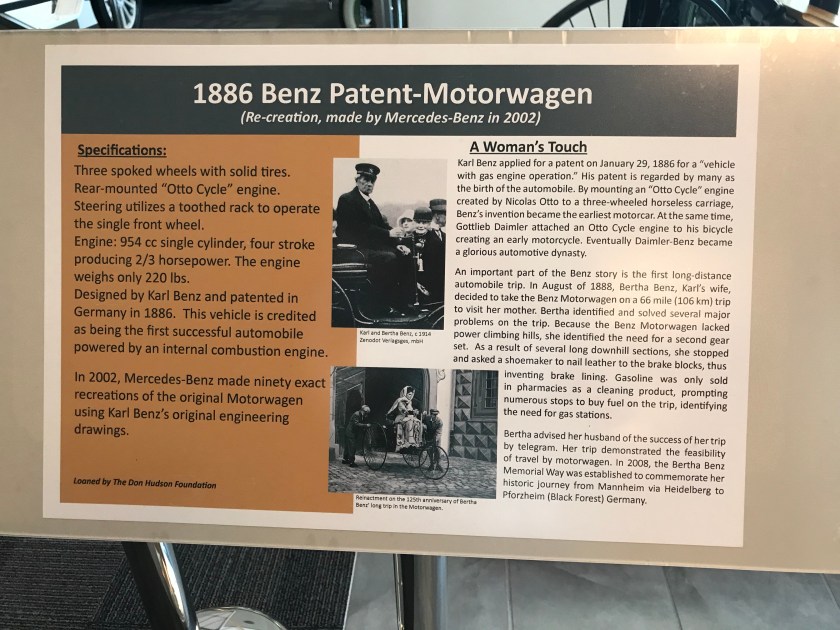 1886 Benz Patent-Motorwagen
(Re-creation, made by Mercedes-Benz in 2002)
Specifications:
Three spoked wheels with solid tires.
Rear-mounted “Otto Cycle” engine.
Steering utilizes a toothed rack to operate
the single front wheel.
Engine: 954 cc single cylinder, four stroke
producing 2/3 horsepower. The engine
weighs only 220 lbs.
Designed by Karl Benz and patented in
Germany in 1886. This vehicle is credited
as being the first successful automobile
powered by an internal combustion engine.
In 2002, Mercedes-Benz made ninety exact
recreations of the original Motorwagen
using Karl Benz’s original engineering
drawings.
Loaned by The Don Hudson Foundation
Karl and Bertha Benz, c 1914
Zenodot Verlagsges, mbH
Reinactment on the 125th anniversary of Bertha
Benz’ long trip in the Motorwagen.
A Woman’s Touch
Karl Benz applied for a patent on January 29, 1886 for a “vehicle
with gas engine operation.” His patent is regarded by many as
the birth of the automobile. By mounting an “Otto Cycle” engine
created by Nicolas Otto to a three-wheeled horseless carriage,
Benz’s invention became the earliest motorcar. At the same time,
Gottlieb Daimler attached an Otto Cycle engine to his bicycle
creating an early motorcycle. Eventually Daimler-Benz became
a glorious automotive dynasty.
An important part of the Benz story is the first long-distance
automobile trip. In August of 1888, Bertha Benz, Karl’s wife,
decided to take the Benz Motorwagen on a 66 mile (106 km) trip
to visit her mother. Bertha identified and solved several major
problems on the trip. Because the Benz Motorwagen lacked
power climbing hills, she identified the need for a second gear
set. As a result of several long downhill sections, she stopped
and asked a shoemaker to nail leather to the brake blocks, thus
inventing brake lining. Gasoline was only sold
in pharmacies as a cleaning product, prompting
numerous stops to buy fuel on the trip, identifying
the need for gas stations.
Bertha advised her husband of the success of her trip
by telegram. Her trip demonstrated the feasibility
of travel by motorwagen. In 2008, the Bertha Benz
Memorial Way was established to commemorate her
historic journey from Mannheim via Heidelberg to
Pforzheim (Black Forest) Germany.